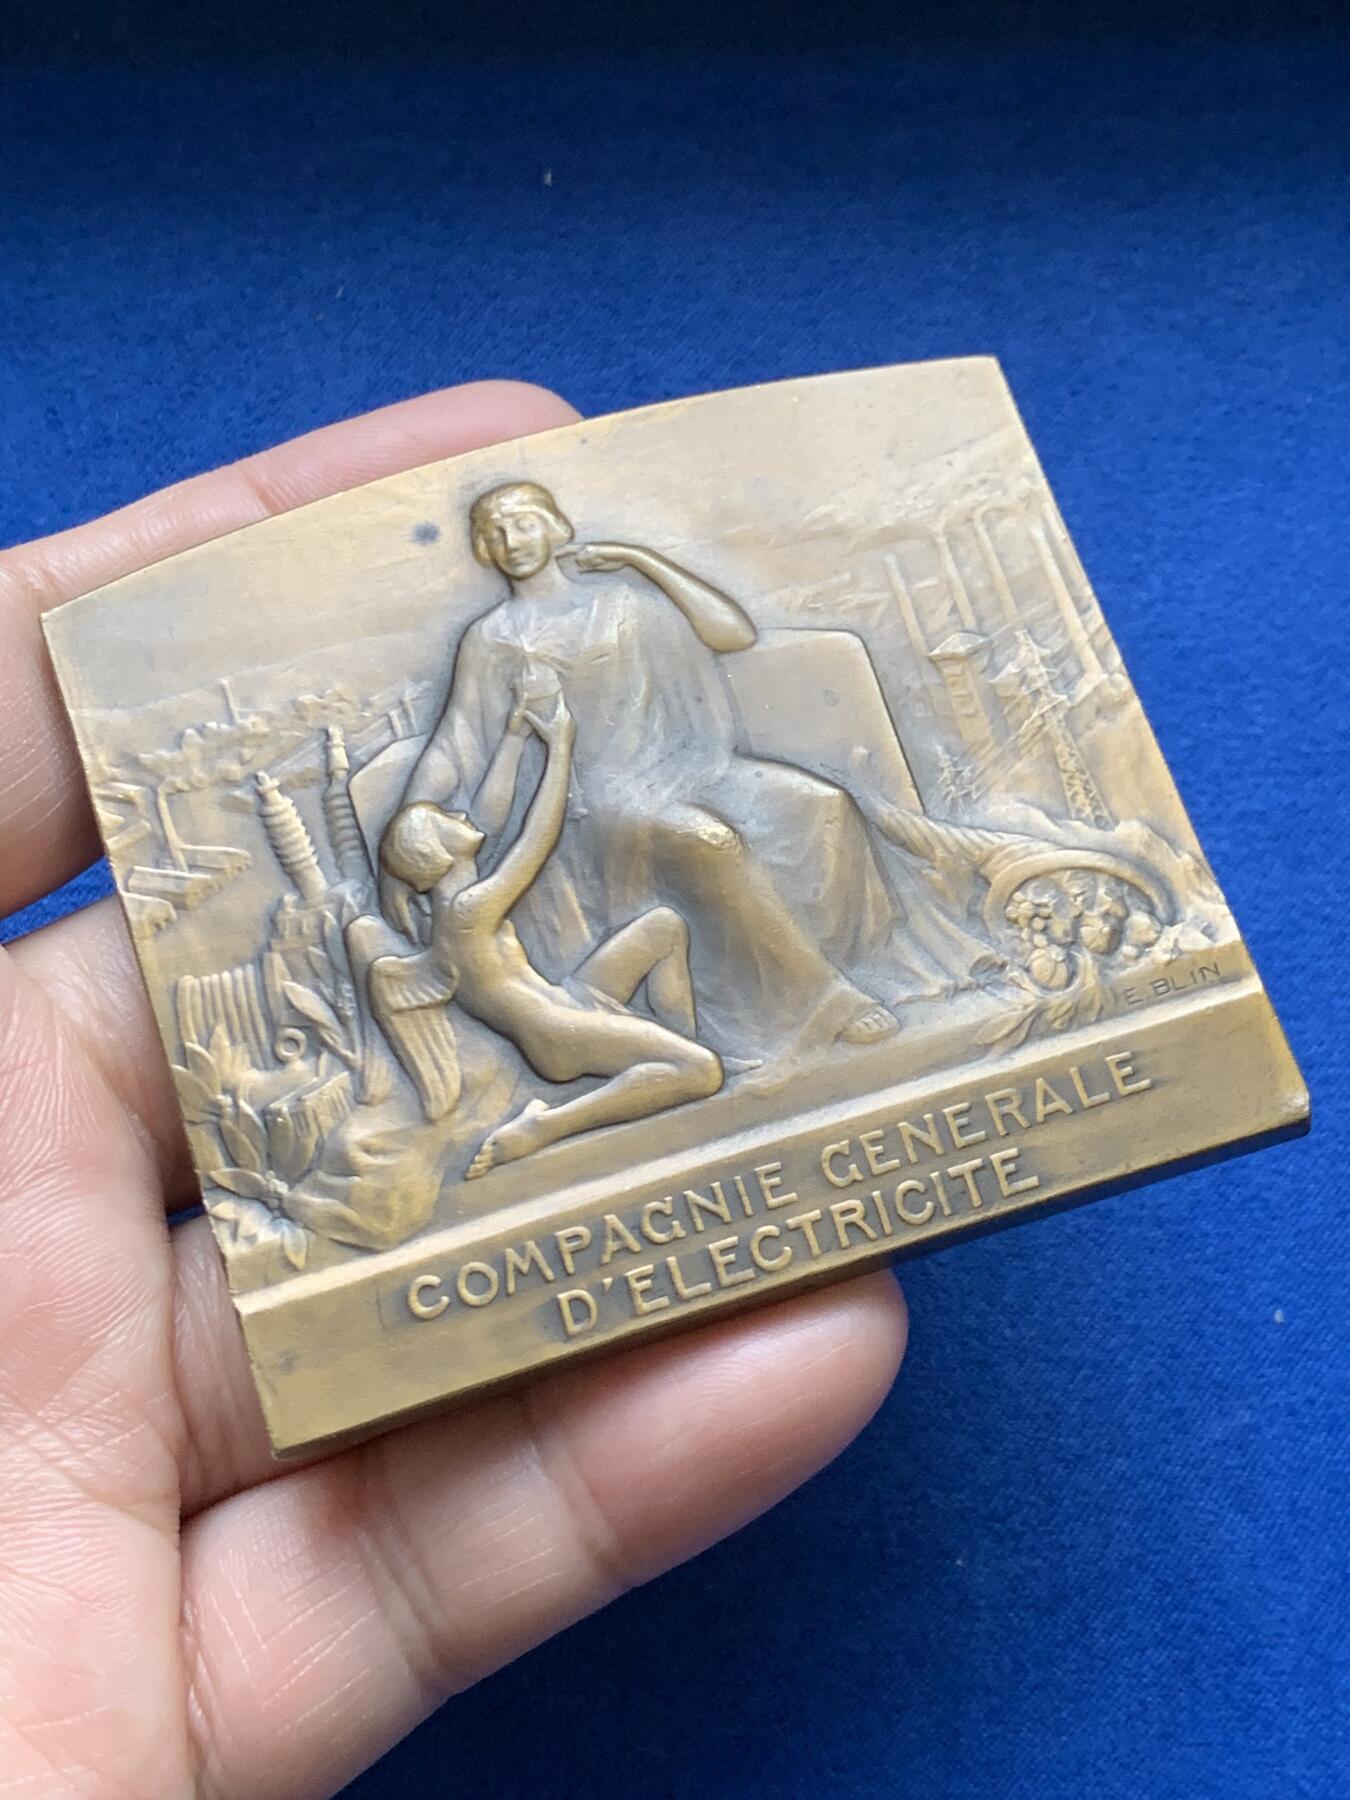 E. BLIN
COMPAGNIE GENERALE
D'ELECTRICITE